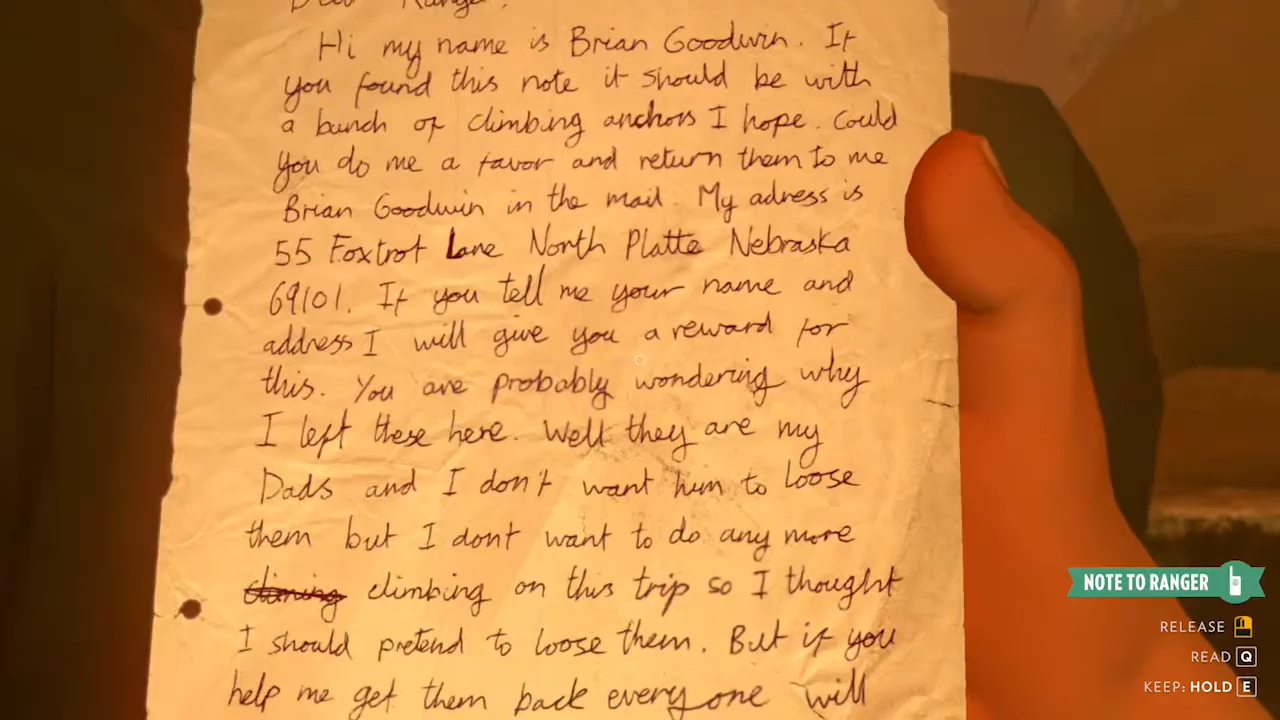 Dear Ranger,
Hi my name is Brian Goodwin. If
you found this note it should be with
a bunch of climbing anchors I hope. Could
you do me a favor and return them to me
Brian Goodwin in the mail. My adress is
55 Foxtrot Lane North Platte Nebraska
69101. If you tell me your name and
address I will give you a reward for
this. You are probably wondering why
I left these here. Well they are my
Dads and I don't want him to loose
them but I dont want to do any more
climing climbing on this trip so I thought
I should pretend to loose them. But if you
help me get them back everyone will
NOTE TO RANGER
RELEASE
READ Q
KEEP: HOLD E